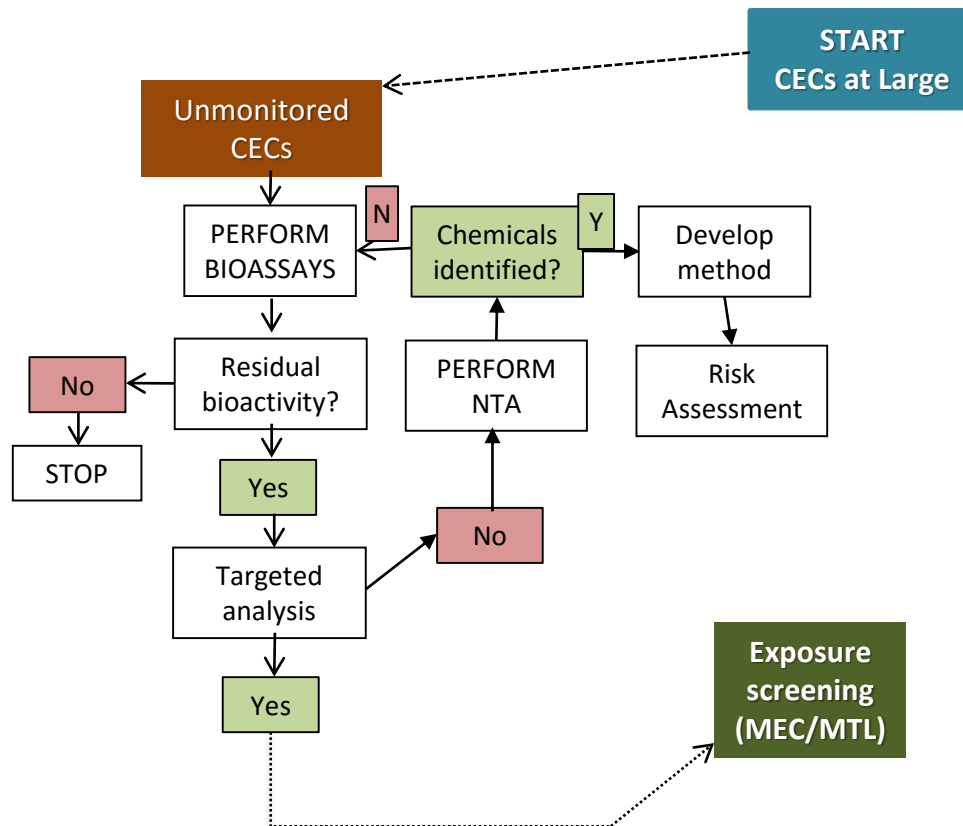 START
CECs at Large
Unmonitored
CECs
PERFORM
BIOASSAYS
N
Chemicals
identified?
Y
Develop
method
Residual
bioactivity?
No
STOP
PERFORM
NTA
Risk
Assessment
Yes
No
Targeted
analysis
Yes
Exposure
screening
(MEC/MTL)